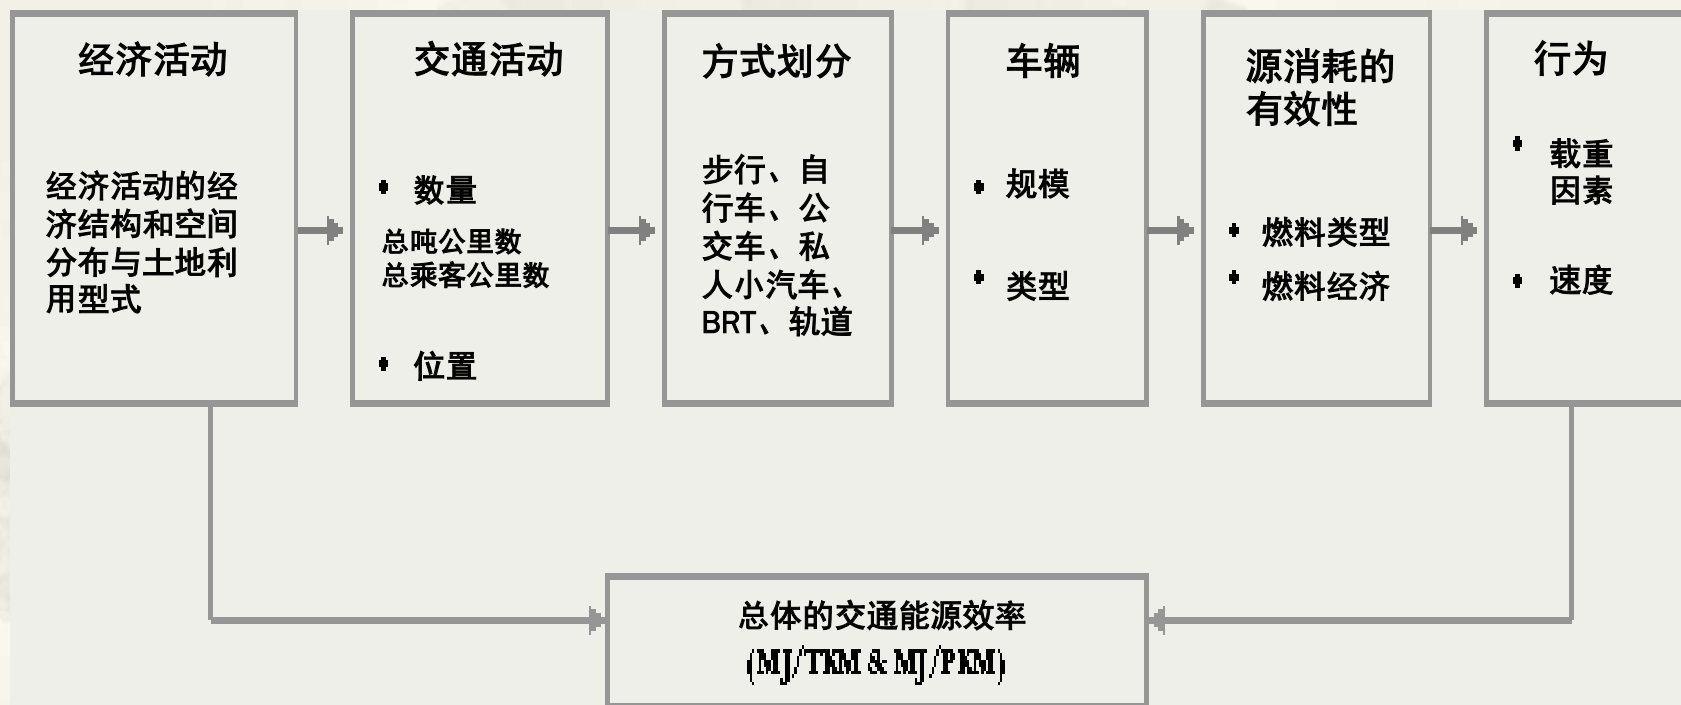 经济活动
经济活动的经
济结构和空间
分布与土地利
用型式
交通活动
• 数量
总吨公里数
总乘客公里数
• 位置
方式划分
步行、自
行车、公
交车、私
人小汽车、
BRT、轨道
车辆
• 规模
• 类型
源消耗的
有效性
• 燃料类型
• 燃料经济
行为
• 载重
因素
• 速度
总体的交通能源效率
(MJ/TKM & MJ/PKM)